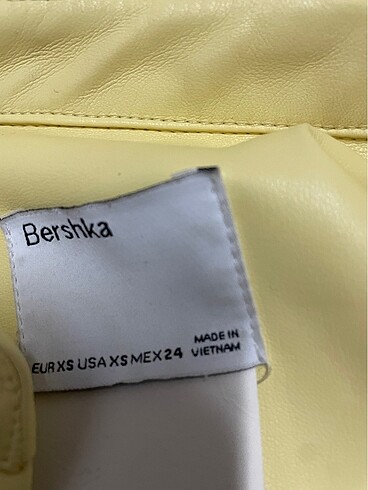 Bershka
MADE IN
EUR XS USA XS MEX 24 VIETNAM